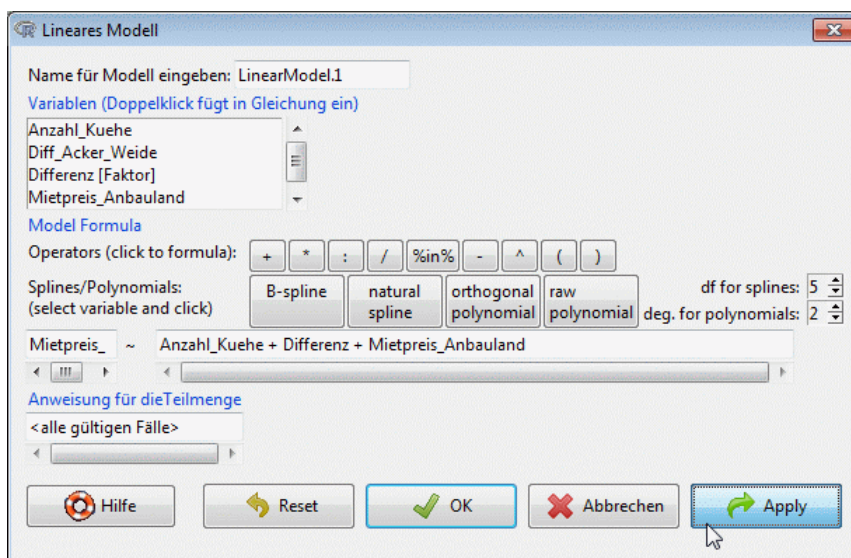 Lineares Modell
Name für Modell eingeben: LinearModel.1
Variablen (Doppelklick fügt in Gleichung ein)
Anzahl_Kuehe
Diff_Acker_Weide
Differenz [Faktor]
Mietpreis_Anbauland
Model Formula
Operators (click to formula): + * : / %in% - ^ ( )
Splines/Polynomials:
(select variable and click)
B-spline
natural
spline
orthogonal
polynomial
raw
polynomial
df for splines: 5
deg. for polynomials: 2
Mietpreis_ ~ Anzahl_Kuehe + Differenz + Mietpreis_Anbauland
Anweisung für dieTeilmenge
<alle gültigen Fälle>
Hilfe Reset OK Abbrechen Apply